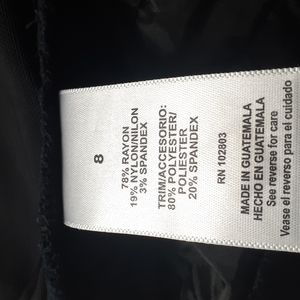 8
78% RAYON
19% NYLON/NILON
3% SPANDEX
TRIM/ACCESORIO:
80% POLYESTER/
POLIESTER
20% SPANDEX
RN 102803
MADE IN GUATEMALA
HECHO EN GUATEMALA
See reverse for care
Vease el reverso para el cuidado